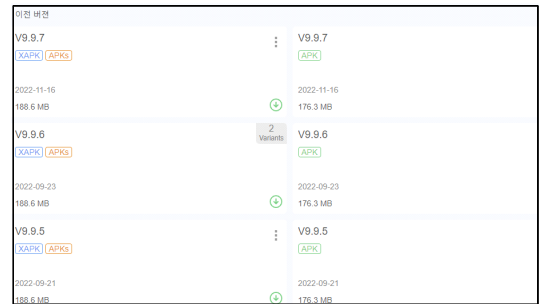 이전 버전
V9.9.7
XAPK APKs
2022-11-16
188.6 MB
V9.9.7
APK
2022-11-16
176.3 MB
V9.9.6
2
Variants
XAPK APKs
2022-09-23
188.6 MB
V9.9.6
APK
2022-09-23
176.3 MB
V9.9.5
XAPK APKs
2022-09-21
188.6 MB
V9.9.5
APK
2022-09-21
176.3 MB